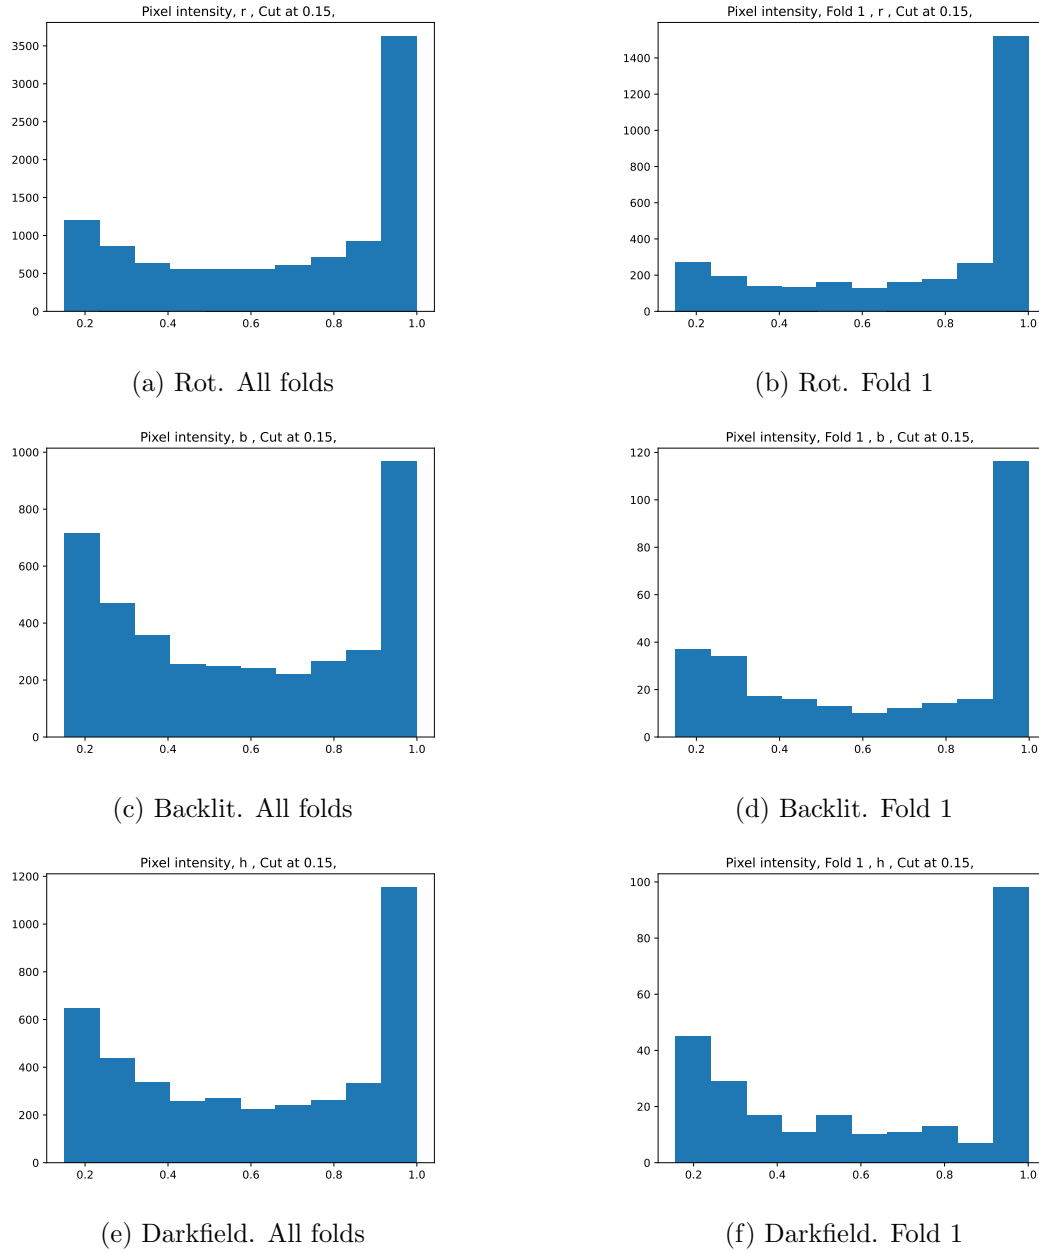 Pixel intensity, r , Cut at 0.15,
3500
3000
2500
2000
1500
1000
500
0
0.2 0.4 0.6 0.8 1.0
(a) Rot. All folds
Pixel intensity, Fold 1 , r , Cut at 0.15,
1400
1200
1000
800
600
400
200
0
0.2 0.4 0.6 0.8 1.0
(b) Rot. Fold 1
Pixel intensity, b , Cut at 0.15,
1000
800
600
400
200
0
0.2 0.4 0.6 0.8 1.0
(c) Backlit. All folds
Pixel intensity, Fold 1 , b , Cut at 0.15,
120
100
80
60
40
20
0
0.2 0.4 0.6 0.8 1.0
(d) Backlit. Fold 1
Pixel intensity, h , Cut at 0.15,
1200
1000
800
600
400
200
0
0.2 0.4 0.6 0.8 1.0
(e) Darkfield. All folds
Pixel intensity, Fold 1 , h , Cut at 0.15,
100
80
60
40
20
0
0.2 0.4 0.6 0.8 1.0
(f) Darkfield. Fold 1